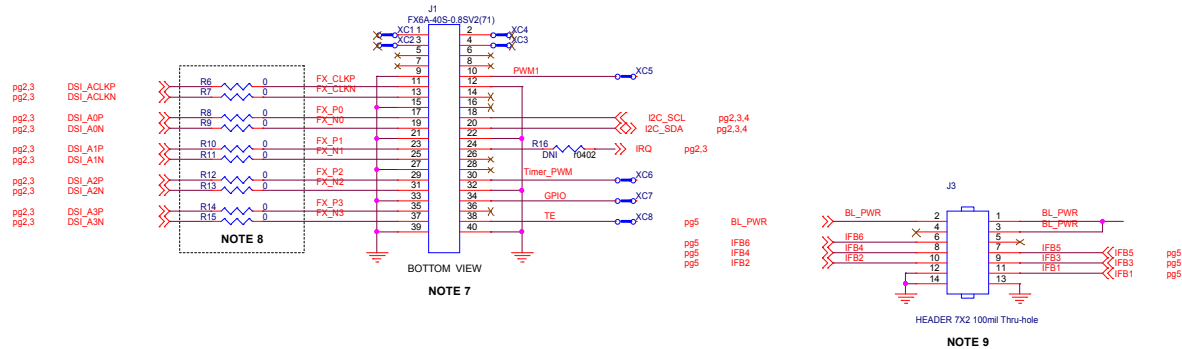 J1
FX6A-40S-0.8SV2(71)
XC1 1 2 XC4
XC2 3 4 XC3
5 6
7 8
9 10 PWM1 XC5
pg2,3 DSI_ACLKP R6 0 FX_CLKP 11 12
pg2,3 DSI_ACLKN R7 0 FX_CLKN 13 14
15 16
pg2,3 DSI_A0P R8 0 FX_P0 17 18 I2C_SCL pg2,3,4
pg2,3 DSI_A0N R9 0 FX_N0 19 20 I2C_SDA pg2,3,4
21 22
pg2,3 DSI_A1P R10 0 FX_P1 23 24 R16 DNI r0402 IRQ pg2,3
pg2,3 DSI_A1N R11 0 FX_N1 25 26
27 28
pg2,3 DSI_A2P R12 0 FX_P2 29 30 Timer_PWM XC6
pg2,3 DSI_A2N R13 0 FX_N2 31 32
33 34 GPIO XC7
pg2,3 DSI_A3P R14 0 FX_P3 35 36
pg2,3 DSI_A3N R15 0 FX_N3 37 38 TE XC8
39 40
NOTE 8
BOTTOM VIEW
NOTE 7
J3
pg5 BL_PWR BL_PWR 2 1 BL_PWR
4 3 BL_PWR
pg5 IFB6 IFB6 6 5
pg5 IFB4 IFB4 8 7 IFB5 IFB5 pg5
pg5 IFB2 IFB2 10 9 IFB3 IFB3 pg5
12 11 IFB1 IFB1 pg5
14 13
HEADER 7X2 100mil Thru-hole
NOTE 9